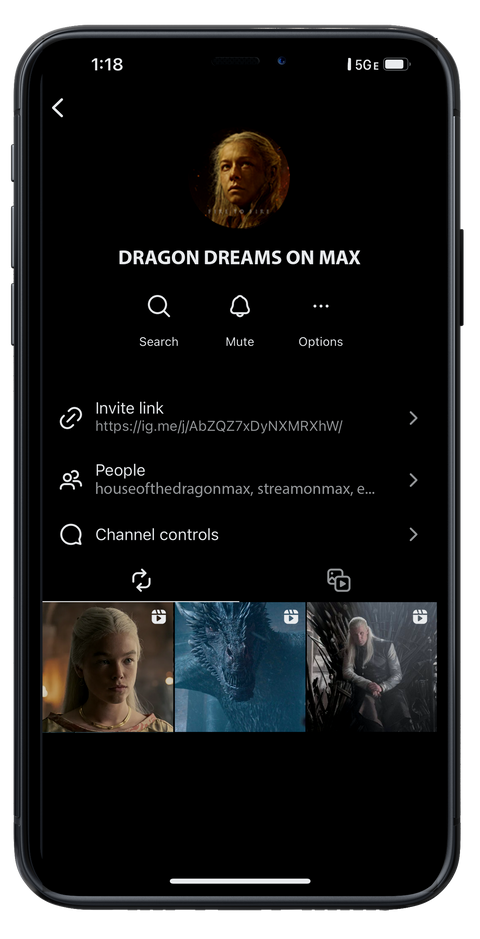 1:18
5GE
DRAGON DREAMS ON MAX
Search
Mute
Options
Invite link
https://ig.me/j/AbZQZ7xDyNXMRXhW/
People
houseofthedragonmax, streamonmax, e...
Channel controls